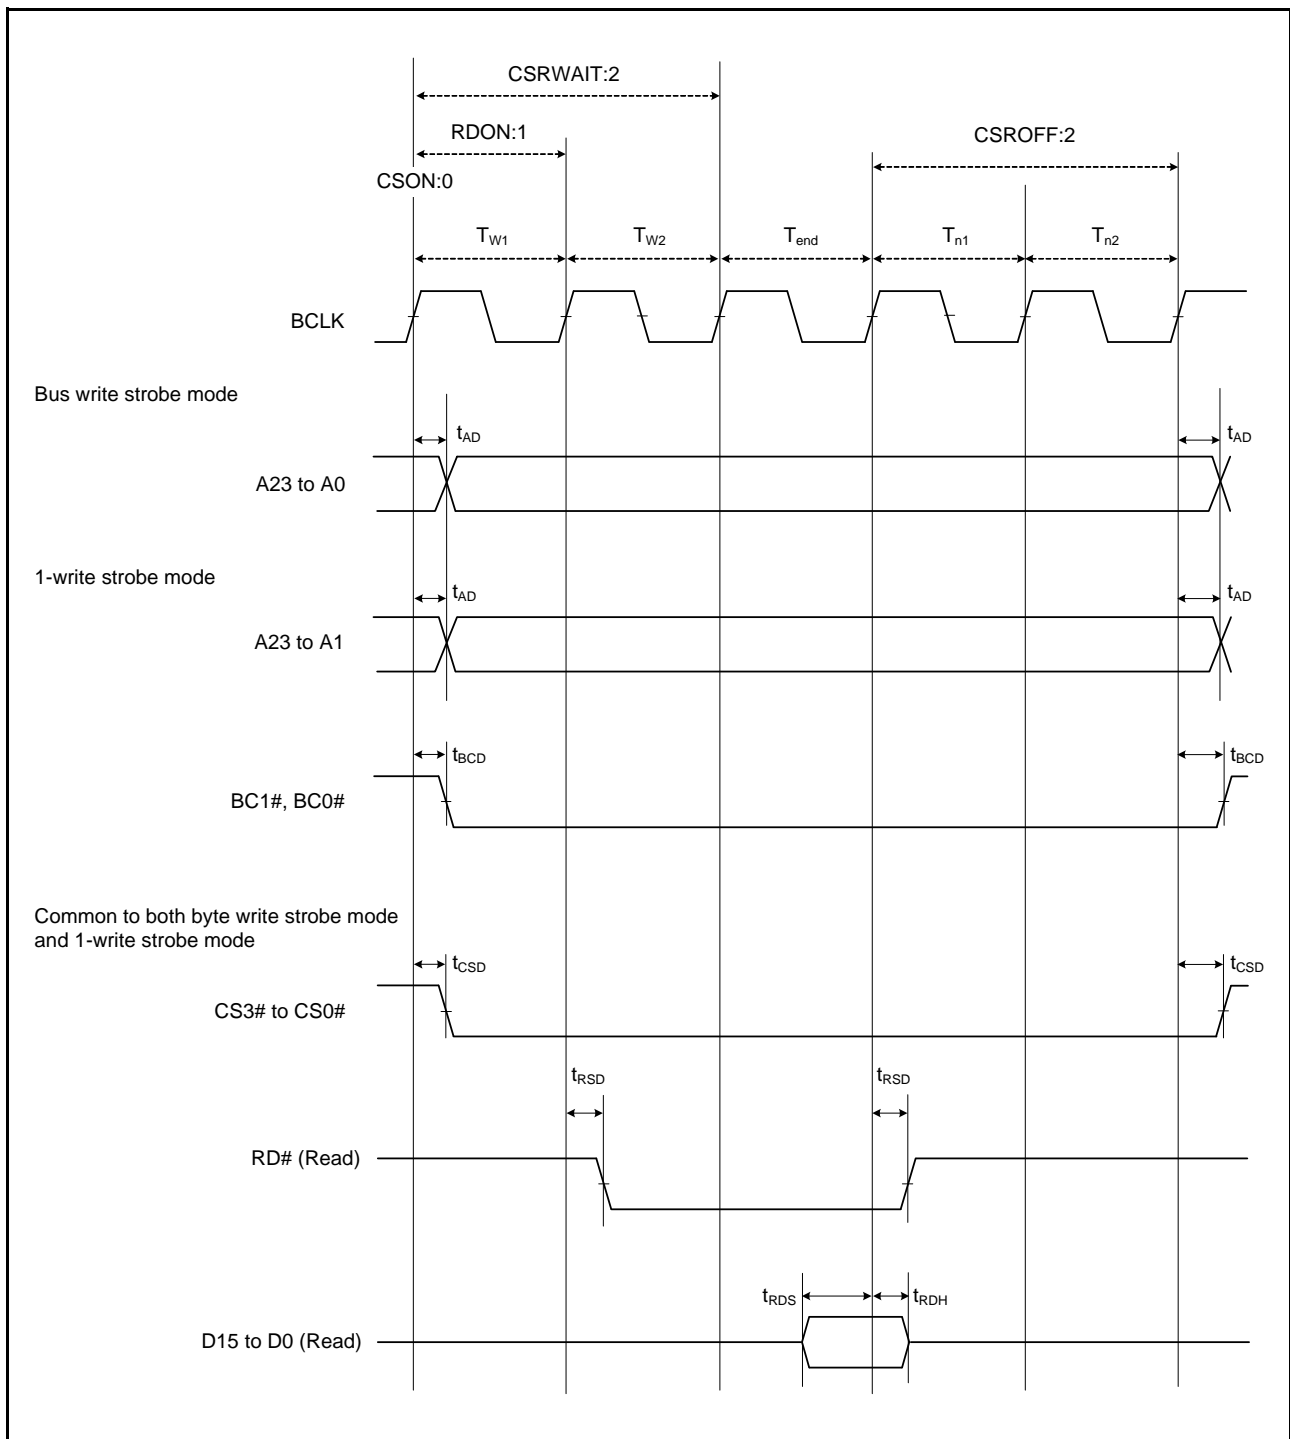 CSRWAIT:2
RDON:1
CSROFF:2
CSON:0
TW1 TW2 Tend Tn1 Tn2
BCLK
Bus write strobe mode
tAD tAD
A23 to A0
1-write strobe mode
tAD tAD
A23 to A1
tBCD tBCD
BC1#, BC0#
Common to both byte write strobe mode
and 1-write strobe mode
tCSD tCSD
CS3# to CS0#
tRSD tRSD
RD# (Read)
tRDS tRDH
D15 to D0 (Read)